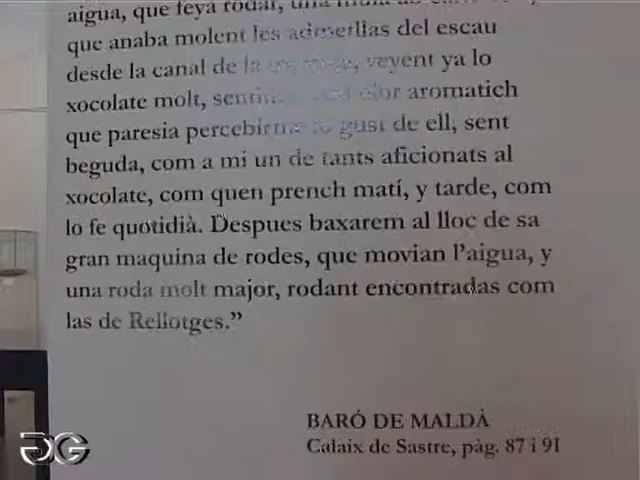 aigua, que feya rodar, una
que anaba molent les admetllas del escau
desde la canal de la veyent ya lo
xocolate molt, sentin olor aromatich
que paresia percebirne lo gust de ell, sent
beguda, com a mi un de tants aficionats al
xocolate, com quen prench matí, y tarde, com
lo fe quotidià. Despues baxarem al lloc de sa
gran maquina de rodes, que movian l'aigua, y
una roda molt major, rodant encontradas com
las de Rellotges."
BARÓ DE MALDÀ
Calaix de Sastre, pàg. 87 i 91
GG